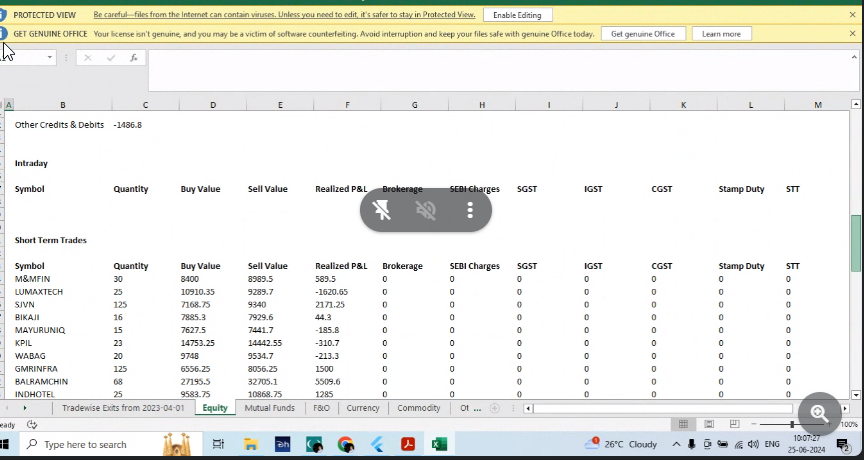 PROTECTED VIEW Be careful—files from the Internet can contain viruses. Unless you need to edit, it's safer to stay in Protected View. Enable Editing
GET GENUINE OFFICE Your license isn't genuine, and you may be a victim of software counterfeiting. Avoid interruption and keep your files safe with genuine Office today. Get genuine Office Learn more
fx
A B C D E F G H I J K L M
Other Credits & Debits -1486.8
Intraday
Symbol Quantity Buy Value Sell Value Realized P&L Brokerage SEBI Charges SGST IGST CGST Stamp Duty STT
Short Term Trades
Symbol Quantity Buy Value Sell Value Realized P&L Brokerage SEBI Charges SGST IGST CGST Stamp Duty STT
M&MFIN 30 8400 8989.5 589.5 0 0 0 0 0 0 0
LUMAXTECH 25 10910.35 9289.7 -1620.65 0 0 0 0 0 0 0
SJVN 125 7168.75 9340 2171.25 0 0 0 0 0 0 0
BIKAJI 16 7885.3 7929.6 44.3 0 0 0 0 0 0 0
MAYURUNIQ 15 7627.5 7441.7 -185.8 0 0 0 0 0 0 0
KPIL 23 14753.25 14442.55 -310.7 0 0 0 0 0 0 0
WABAG 20 9748 9534.7 -213.3 0 0 0 0 0 0 0
GMRINFRA 125 6556.25 8056.25 1500 0 0 0 0 0 0 0
BALRAMCHIN 68 27195.5 32705.1 5509.6 0 0 0 0 0 0 0
INDHOTEL 25 9583.75 10868.75 1285 0 0 0 0 0 0 0
Tradewise Exits from 2023-04-01 Equity Mutual Funds F&O Currency Commodity Ot ...
eady 100%
Type here to search 26°C Cloudy ENG 10:07:27
25-06-2024 2